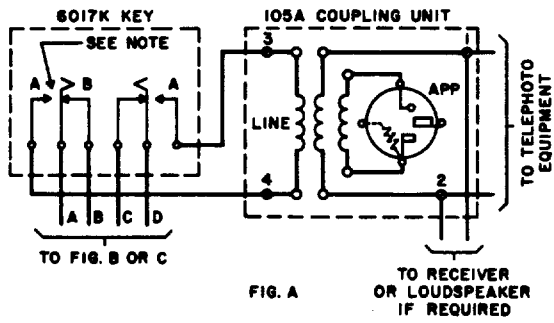 6017K KEY
105A COUPLING UNIT
SEE NOTE
A
B
A
3
APP
LINE
4
2
A
B
C
D
TO FIG. B OR C
TO TELEPHOTO
EQUIPMENT
FIG. A
TO RECEIVER
OR LOUDSPEAKER
IF REQUIRED